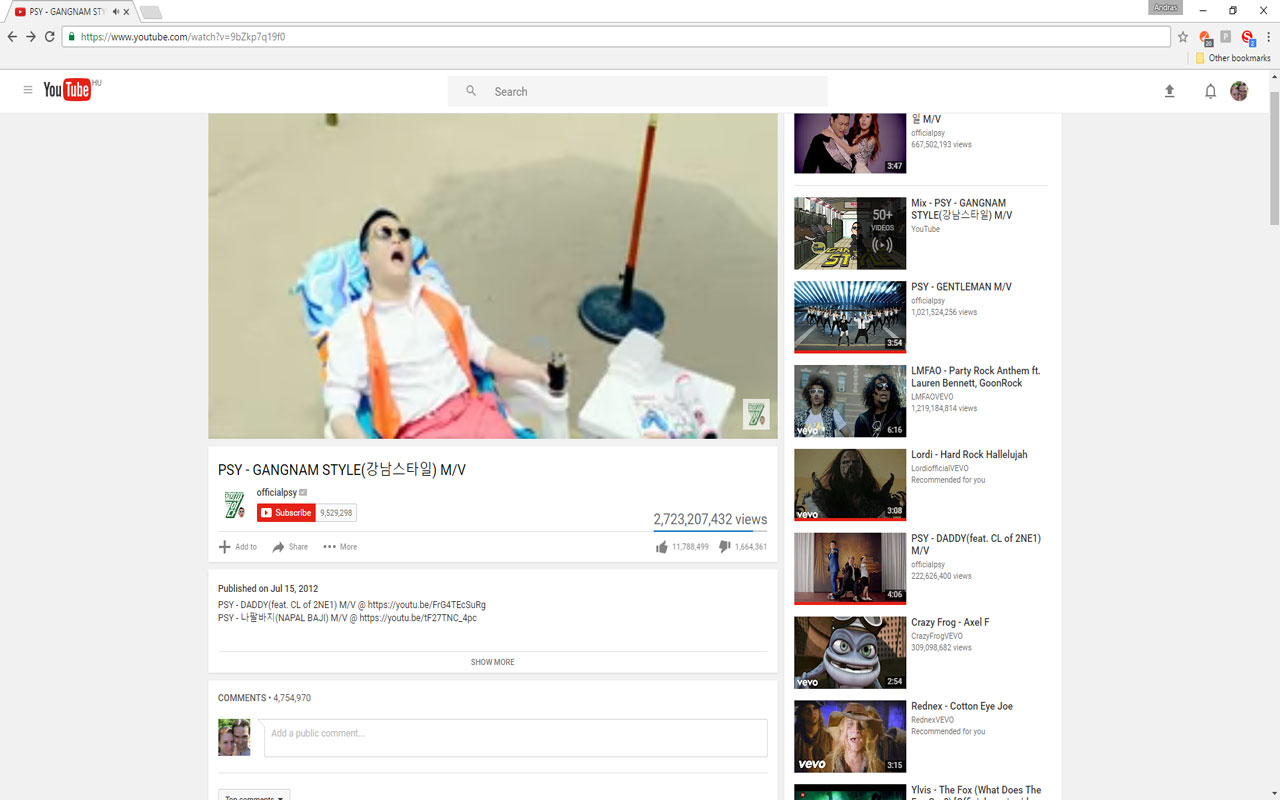 PSY - GANGNAM STY
Andras
https://www.youtube.com/watch?v=9bZkp7q19f0
20
2
Other bookmarks
YouTube HU
Search
PSY - GANGNAM STYLE(강남스타일) M/V
officialpsy
Subscribe 9,529,298
2,723,207,432 views
Add to Share More
11,788,499 1,664,361
Published on Jul 15, 2012
PSY - DADDY(feat. CL of 2NE1) M/V @ https://youtu.be/FrG4TEcSuRg
PSY - 나팔바지(NAPAL BAJI) M/V @ https://youtu.be/tF27TNC_4pc
SHOW MORE
COMMENTS • 4,754,970
Add a public comment...
Top comments
일 M/V
officialpsy
667,502,193 views
3:47
Mix - PSY - GANGNAM
STYLE(강남스타일) M/V
YouTube
50+
VIDEOS
PSY - GENTLEMAN M/V
officialpsy
1,021,524,256 views
3:54
LMFAO - Party Rock Anthem ft.
Lauren Bennett, GoonRock
LMFAOVEVO
1,219,184,814 views
vevo
6:16
Lordi - Hard Rock Hallelujah
LordiofficialVEVO
Recommended for you
vevo
3:08
PSY - DADDY(feat. CL of 2NE1)
M/V
officialpsy
222,626,400 views
4:06
Crazy Frog - Axel F
CrazyFrogVEVO
309,098,682 views
vevo
2:54
Rednex - Cotton Eye Joe
RednexVEVO
Recommended for you
vevo
3:15
Ylvis - The Fox (What Does The